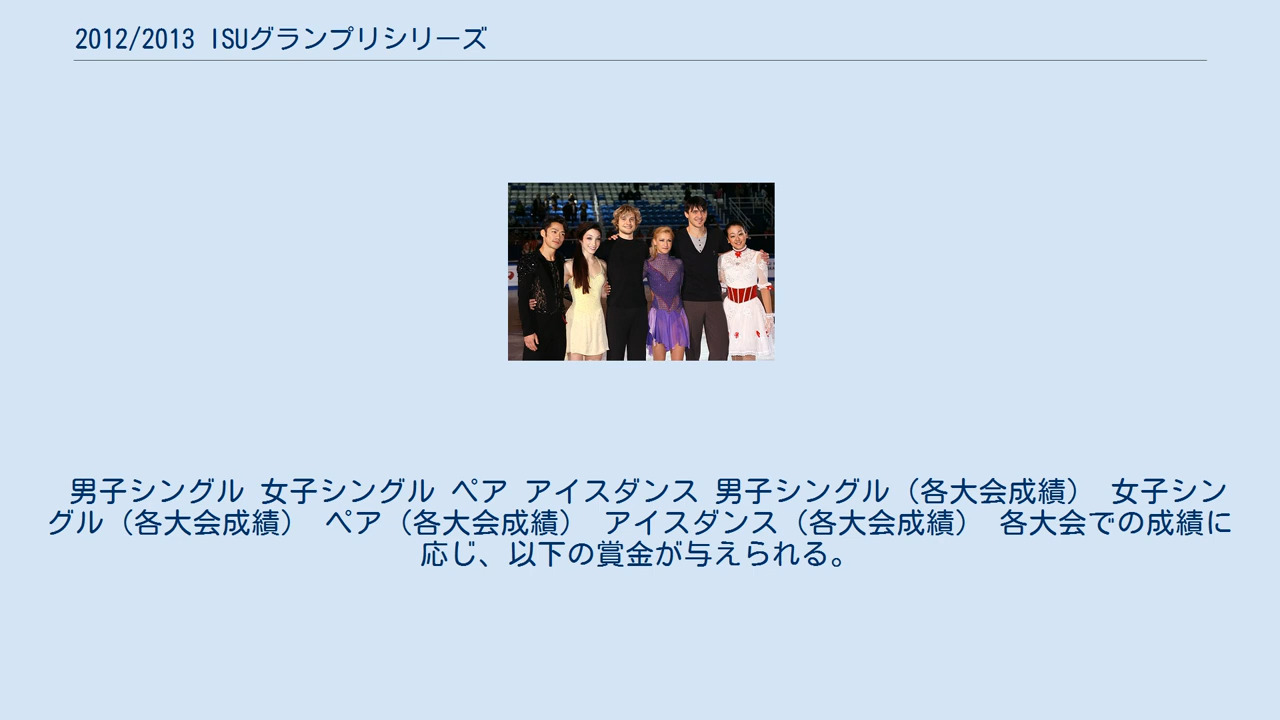 2012/2013 ISUグランプリシリーズ
男子シングル 女子シングル ペア アイスダンス 男子シングル（各大会成績） 女子シン
グル（各大会成績） ペア（各大会成績） アイスダンス（各大会成績） 各大会での成績に
応じ、以下の賞金が与えられる。